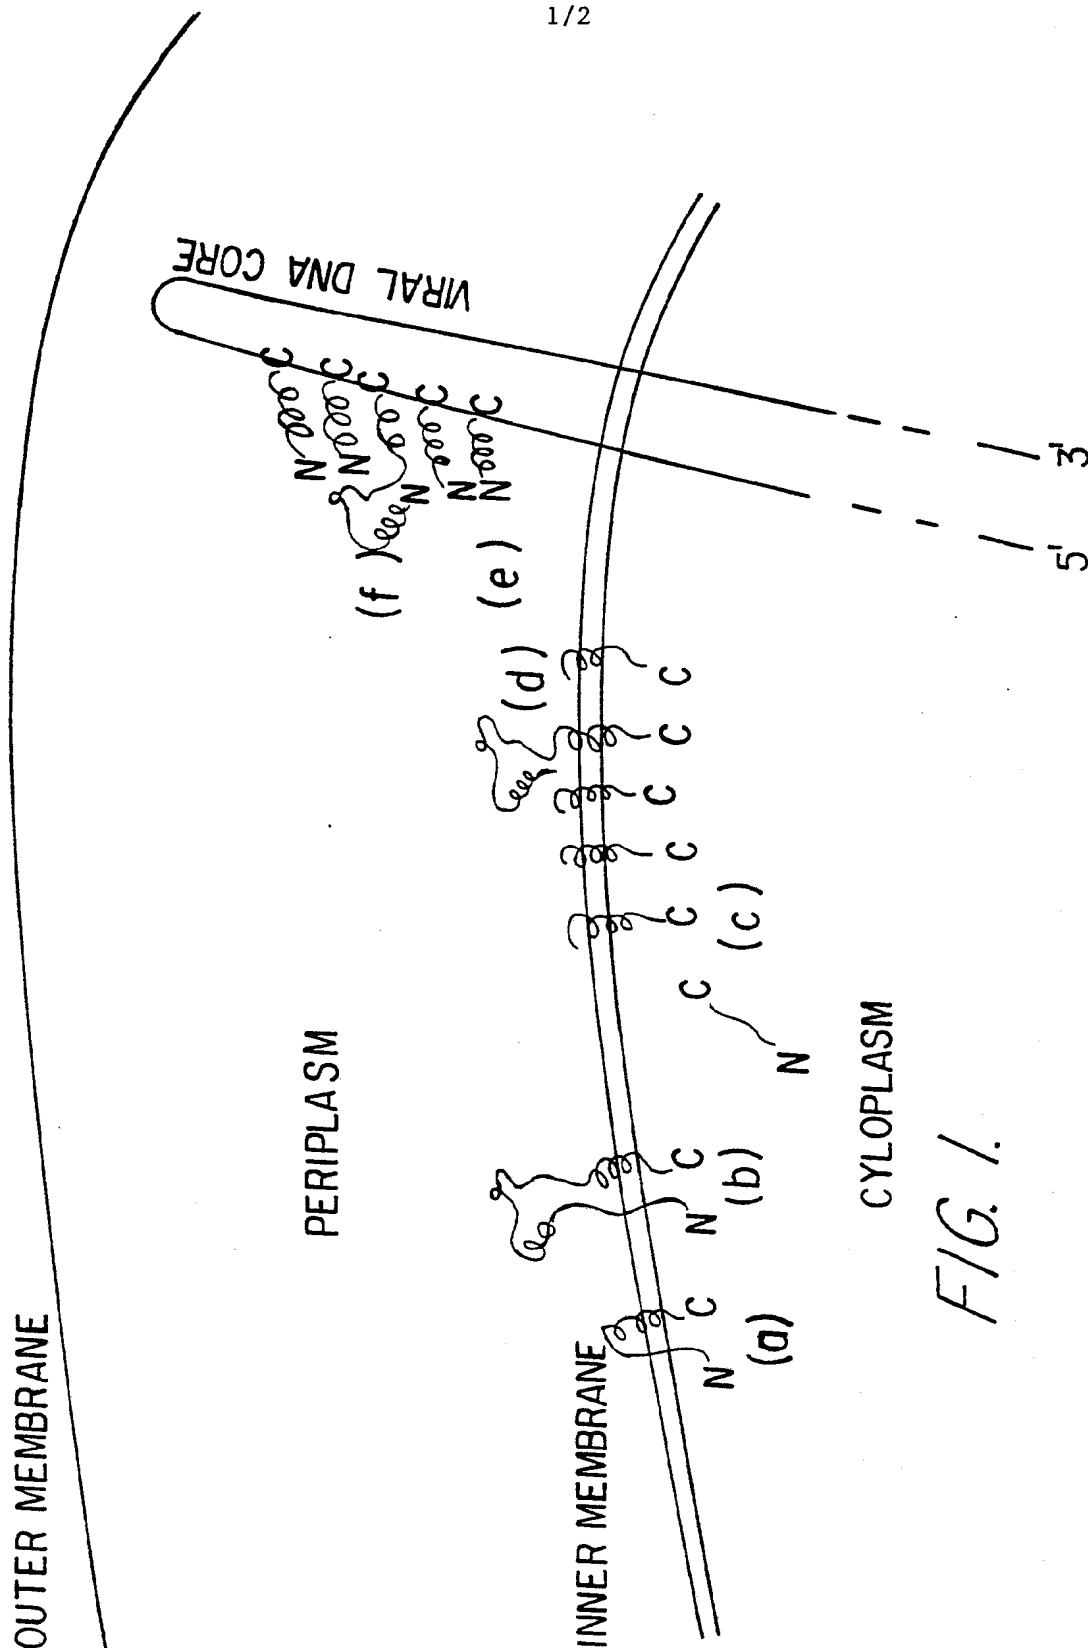 1/2
OUTER MEMBRANE
PERIPLASM
VIRAL DNA CORE
C
C
C
C
C
N
N
N
N
N
(f)
(e)
(d)
INNER MEMBRANE
C
C
C
C
C
(c)
C
N
C
N
(b)
C
N
(a)
CYLOPLASM
5'
3'
FIG. 1.